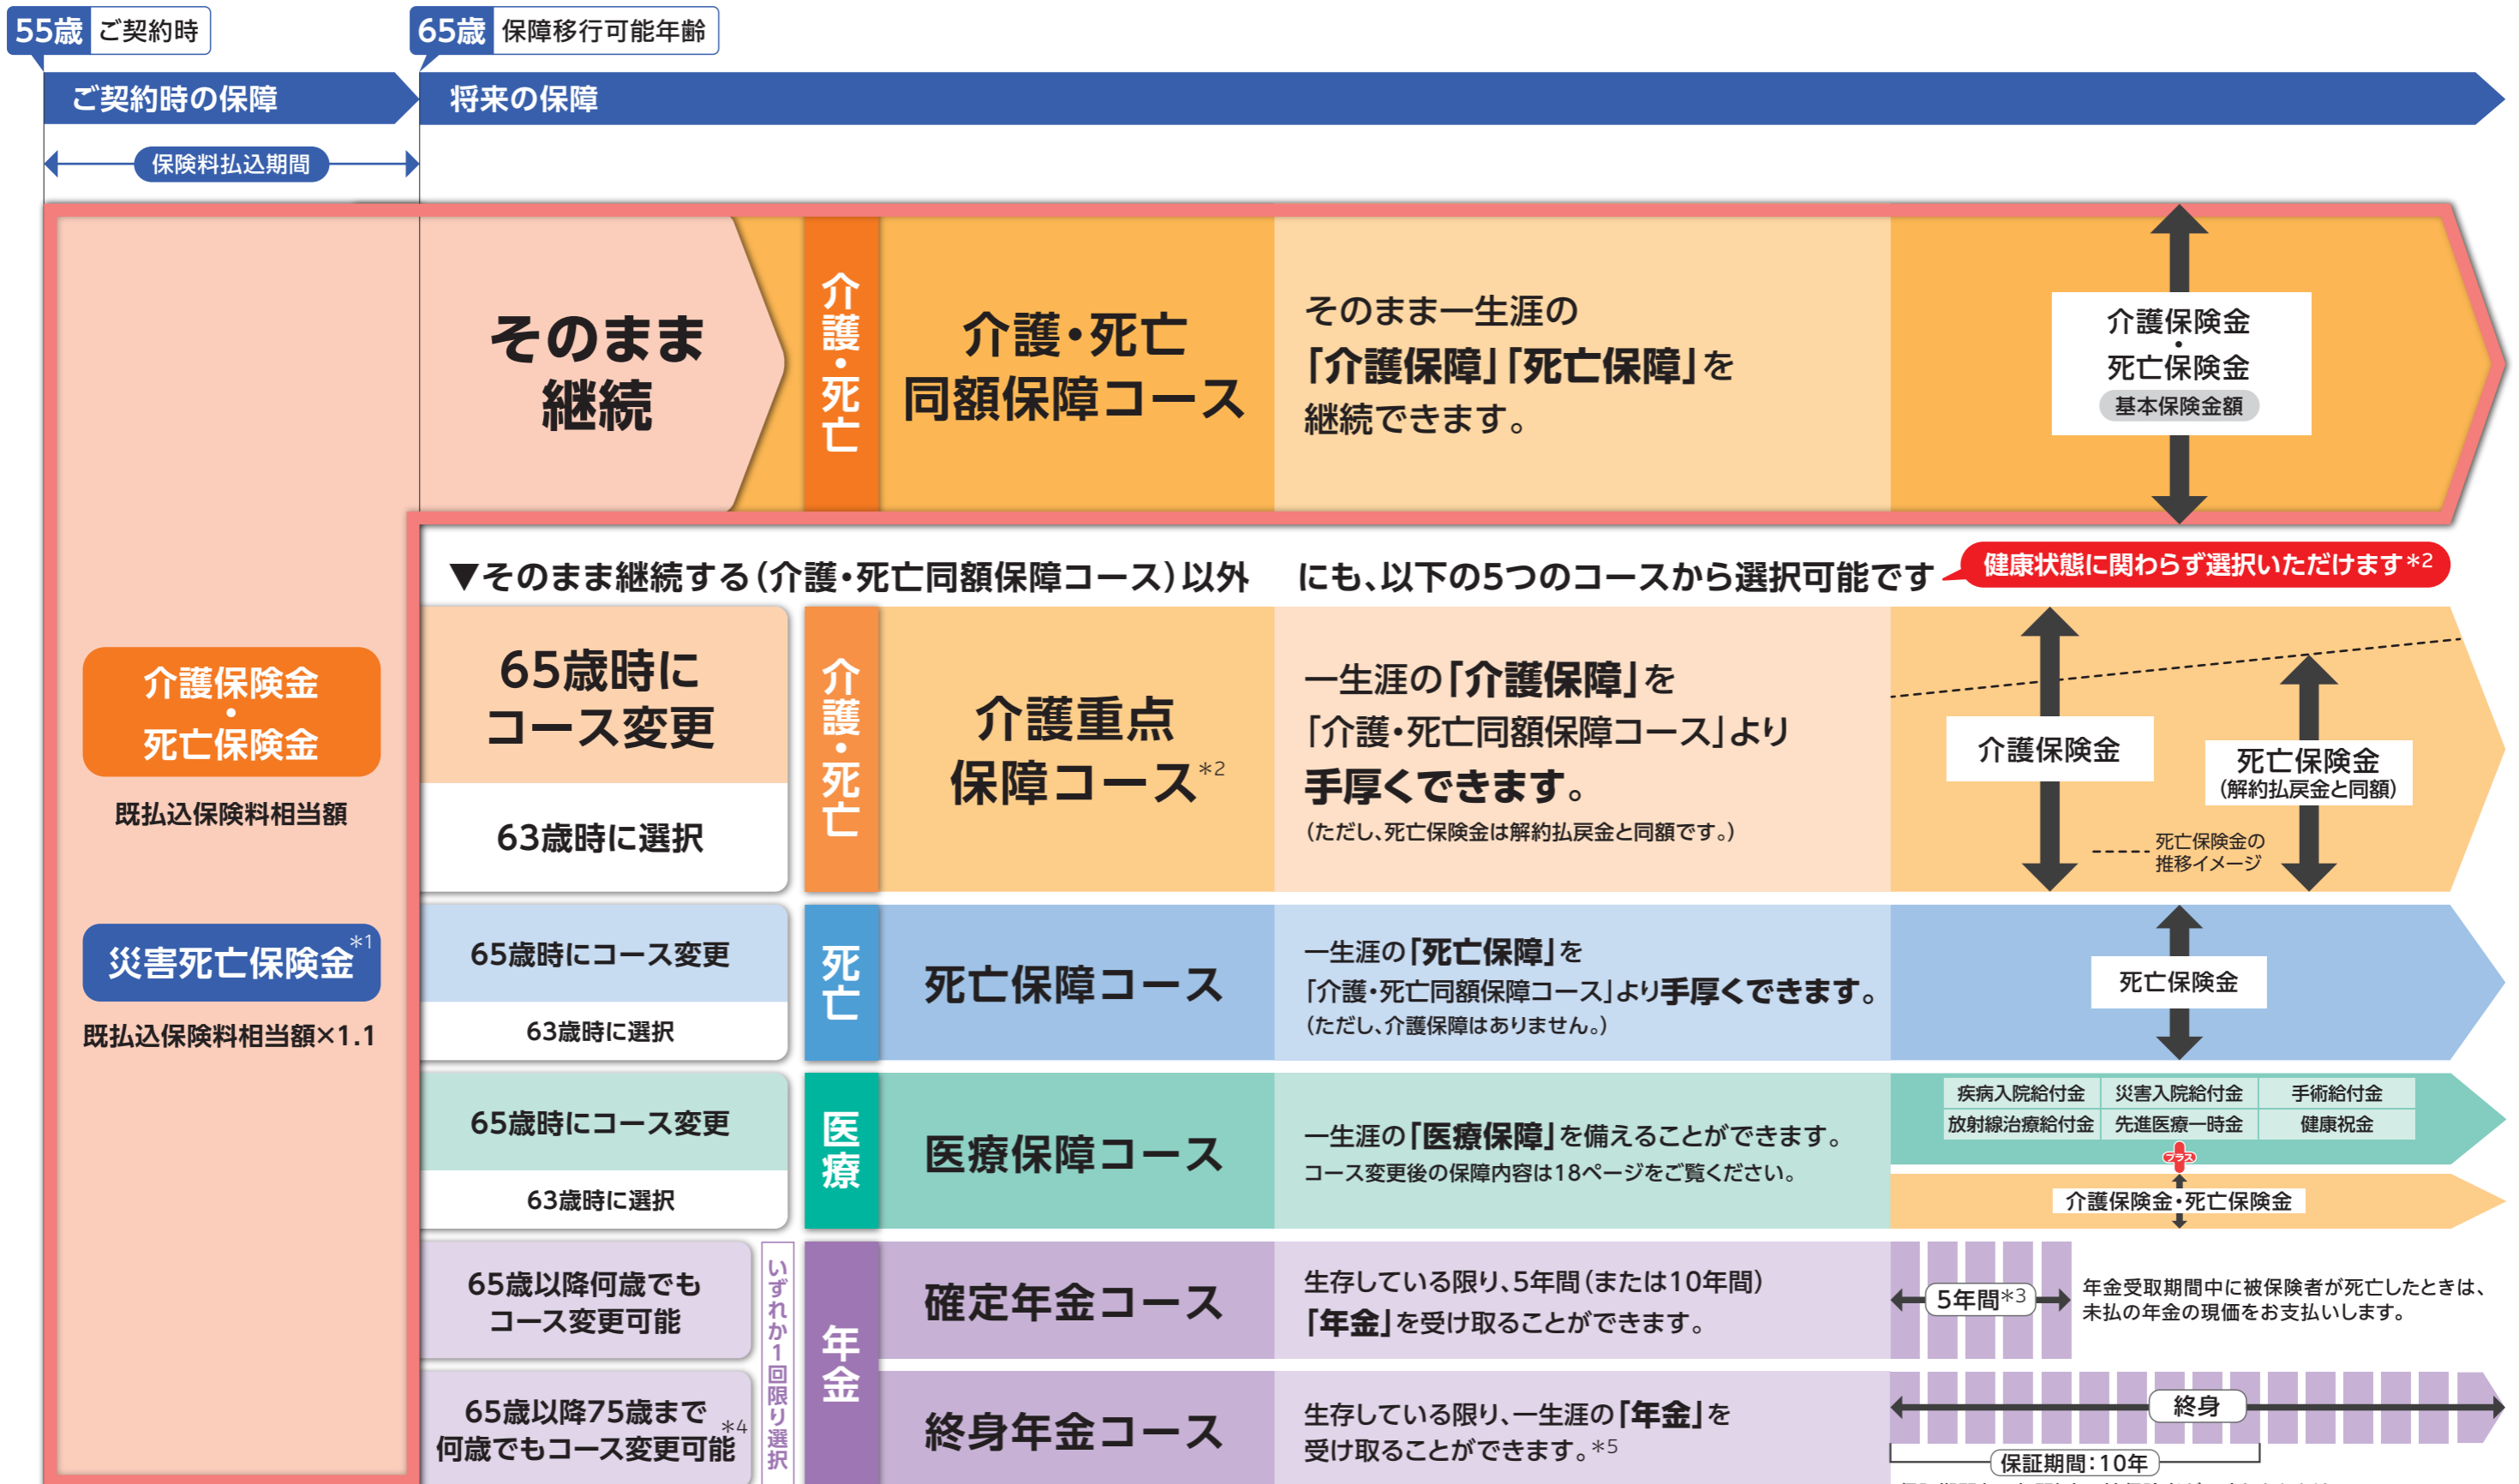 55歳 ご契約時
65歳 保障移行可能年齢
ご契約時の保障
将来の保障
保険料払込期間
そのまま
継続
介護・死亡
介護・死亡
同額保障コース
そのまま一生涯の
「介護保障」「死亡保障」を
継続できます。
介護保険金
・
死亡保険金
基本保険金額
▼そのまま継続する(介護・死亡同額保障コース)以外 にも、以下の5つのコースから選択可能です
健康状態に関わらず選択いただけます*2
介護保険金
・
死亡保険金
既払込保険料相当額
災害死亡保険金*1
既払込保険料相当額×1.1
65歳時に
コース変更
63歳時に選択
介護・死亡
介護重点
保障コース*2
一生涯の「介護保障」を
「介護・死亡同額保障コース」より
手厚くできます。
(ただし、死亡保険金は解約払戻金と同額です。)
介護保険金
死亡保険金
(解約払戻金と同額)
死亡保険金の
推移イメージ
65歳時にコース変更
63歳時に選択
死亡
死亡保障コース
一生涯の「死亡保障」を
「介護・死亡同額保障コース」より手厚くできます。
(ただし、介護保障はありません。)
死亡保険金
65歳時にコース変更
63歳時に選択
医療
医療保障コース
一生涯の「医療保障」を備えることができます。
コース変更後の保障内容は18ページをご覧ください。
疾病入院給付金 災害入院給付金 手術給付金
放射線治療給付金 先進医療一時金 健康祝金
プラス
介護保険金・死亡保険金
65歳以降何歳でも
コース変更可能
いずれか1回限り選択
年金
確定年金コース
生存している限り、5年間(または10年間)
「年金」を受け取ることができます。
5年間*3
年金受取期間中に被保険者が死亡したときは、
未払の年金の現価をお支払いします。
65歳以降75歳まで
何歳でもコース変更可能*4
終身年金コース
生存している限り、一生涯の「年金」を
受け取ることができます。*5
終身
保証期間:10年